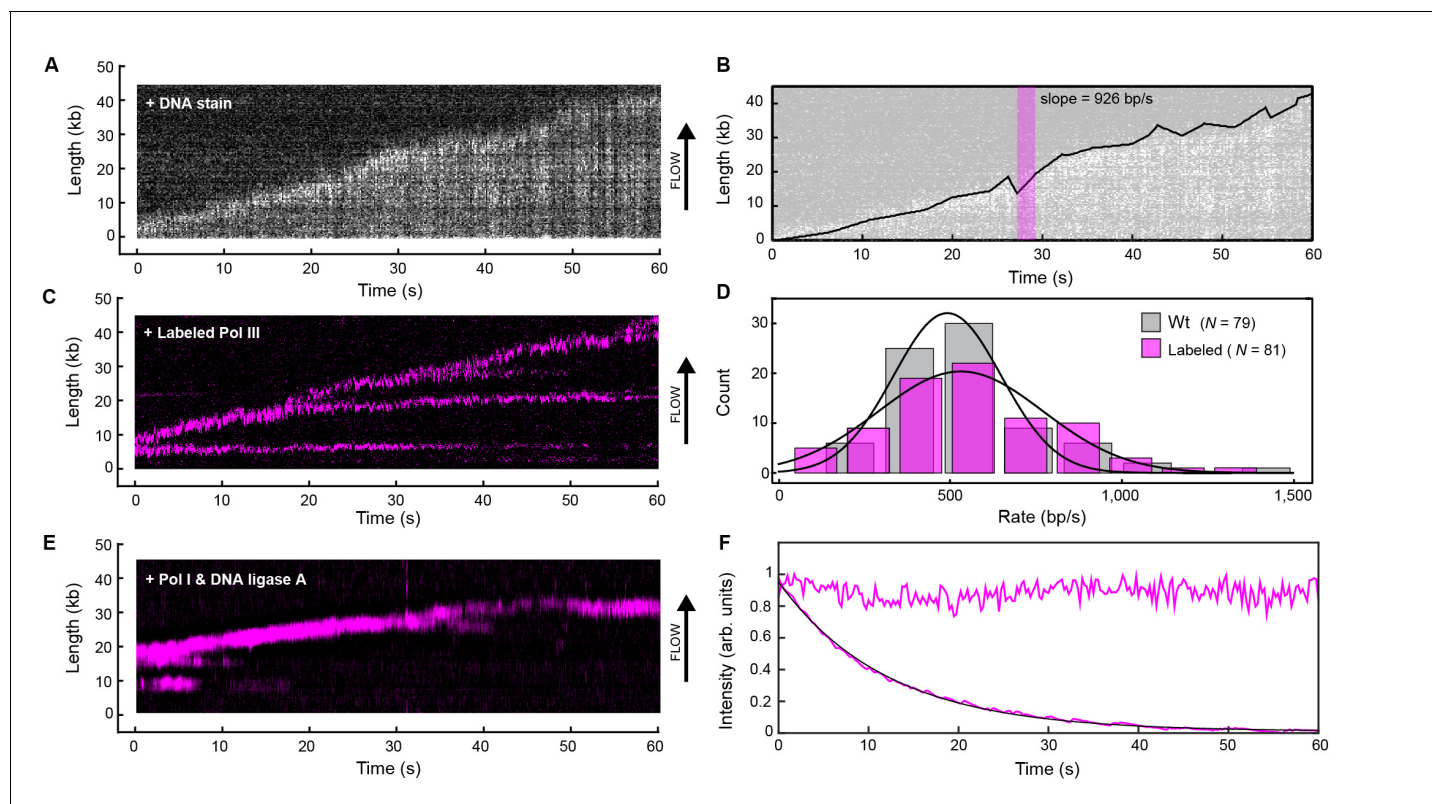 A
50
40
30
20
10
0
Length (kb)
+ DNA stain
FLOW
0 10 20 30 40 50 60
Time (s)
B
40
30
20
10
0
Length (kb)
slope = 926 bp/s
0 10 20 30 40 50 60
Time (s)
C
50
40
30
20
10
0
Length (kb)
+ Labeled Pol III
FLOW
0 10 20 30 40 50 60
Time (s)
D
30
20
10
0
Count
Wt (N = 79)
Labeled ( N = 81)
0 500 1,000 1,500
Rate (bp/s)
E
50
40
30
20
10
0
Length (kb)
+ Pol I & DNA ligase A
FLOW
0 10 20 30 40 50 60
Time (s)
F
1
0.8
0.6
0.4
0.2
0
Intensity (arb. units)
0 10 20 30 40 50 60
Time (s)